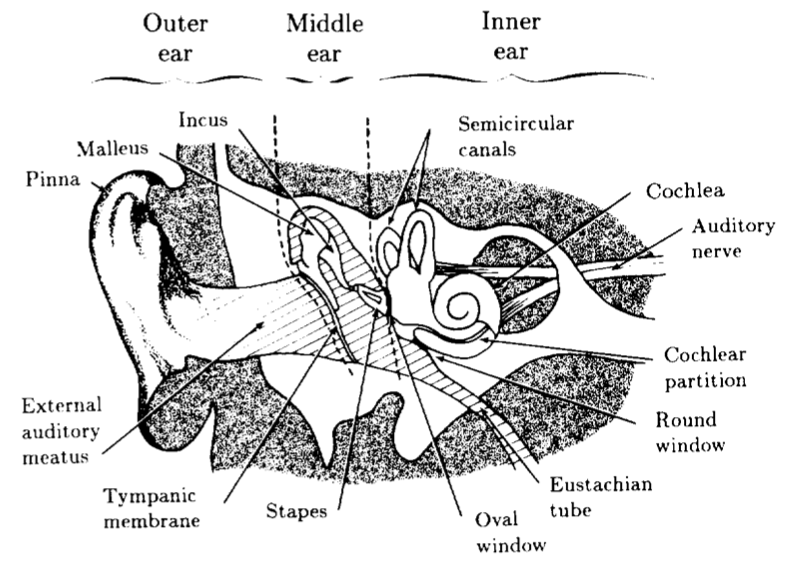 Outer
ear
Middle
ear
Inner
ear
Incus
Malleus
Pinna
Semicircular
canals
Cochlea
Auditory
nerve
External
auditory
meatus
Tympanic
membrane
Stapes
Oval
window
Eustachian
tube
Round
window
Cochlear
partition